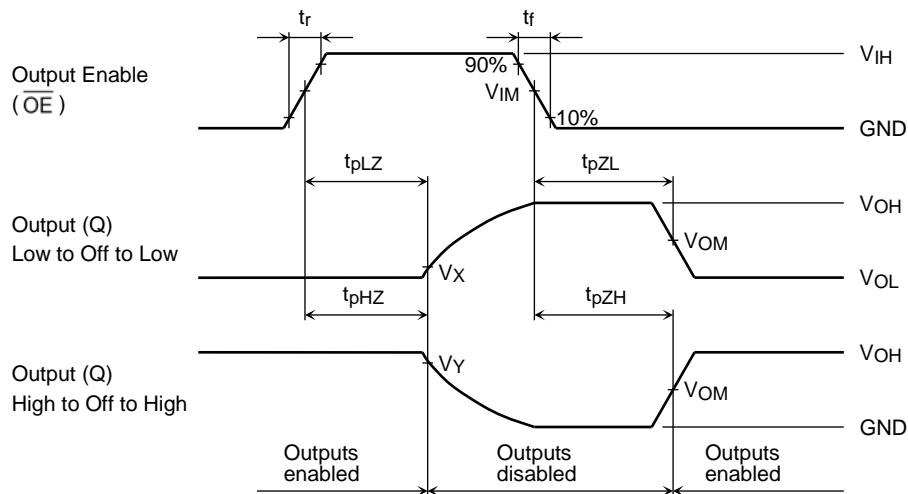 tr
tf
Output Enable
( OE )
90%
VIM
10%
VIH
GND
tpLZ
tpZL
Output (Q)
Low to Off to Low
VX
VOH
VOM
VOL
tpHZ
tpZH
Output (Q)
High to Off to High
VY
VOH
VOM
GND
Outputs
enabled
Outputs
disabled
Outputs
enabled